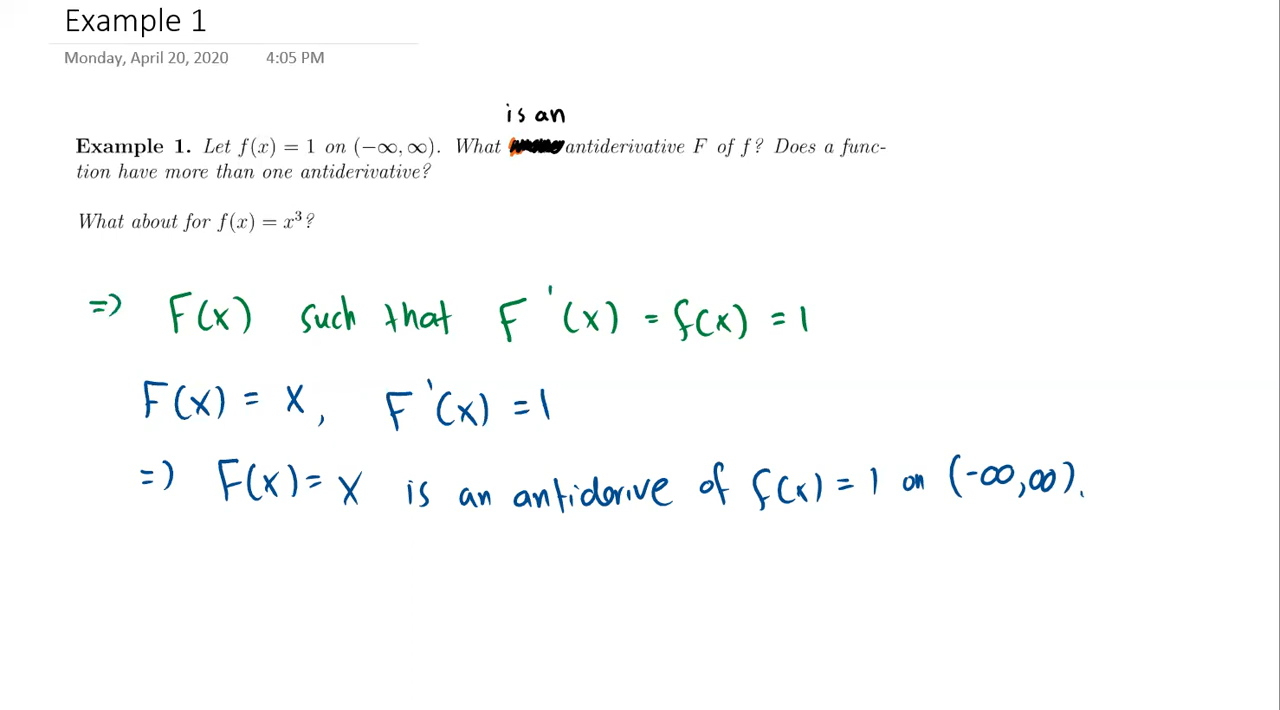 Example 1
Monday, April 20, 2020 4:05 PM
is an
Example 1. Let f(x) = 1 on (−∞, ∞). What antiderivative F of f? Does a func-
tion have more than one antiderivative?
What about for f(x) = x³?
=> F(x) such that F'(x) = f(x) = 1
F(x) = x, F'(x) = 1
=> F(x) = x is an antiderive of f(x) = 1 on (-∞,∞).